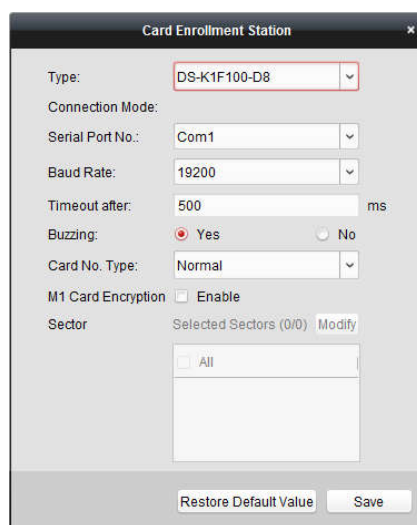 Card Enrollment Station ×
Type: DS-K1F100-D8
Connection Mode:
Serial Port No.: Com1
Baud Rate: 19200
Timeout after: 500 ms
Buzzing: Yes No
Card No. Type: Normal
M1 Card Encryption Enable
Sector Selected Sectors (0/0) Modify
All
Restore Default Value Save